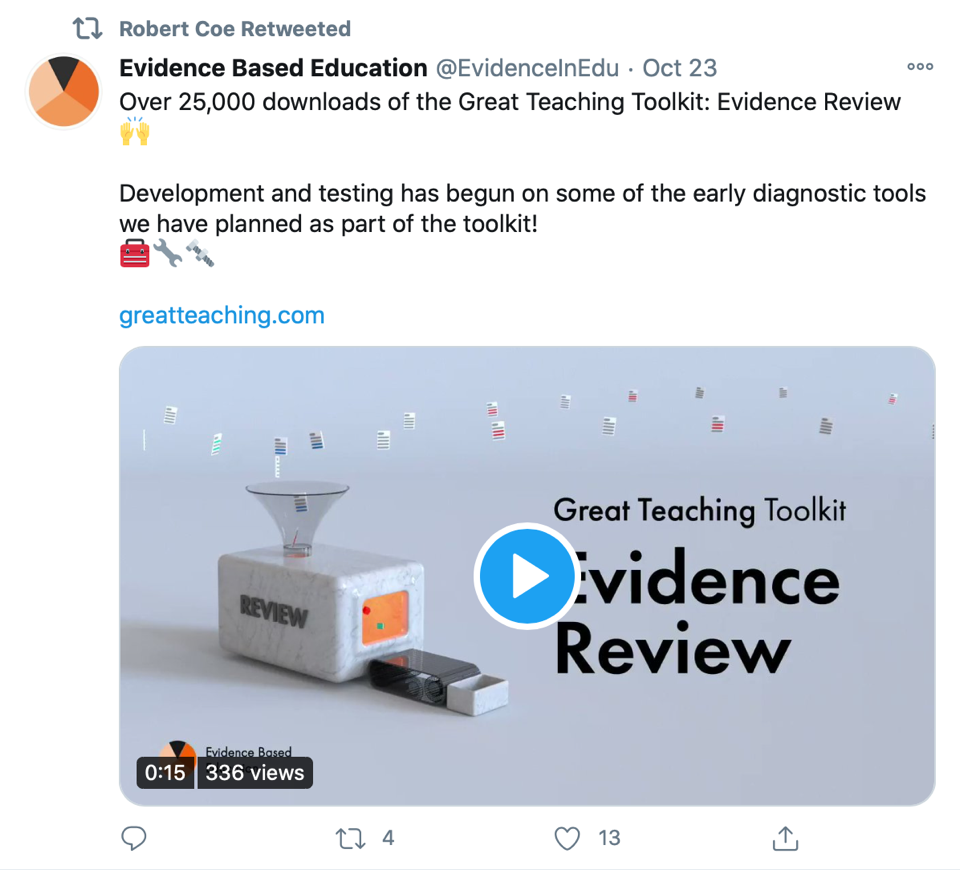 Robert Coe Retweeted
Evidence Based Education @EvidenceInEdu · Oct 23
Over 25,000 downloads of the Great Teaching Toolkit: Evidence Review
🙌
Development and testing has begun on some of the early diagnostic tools
we have planned as part of the toolkit!
🧰🔧🔩
greatteaching.com
Great Teaching Toolkit
Evidence
Review
REVIEW
Evidence Based
0:15 336 views
4 13